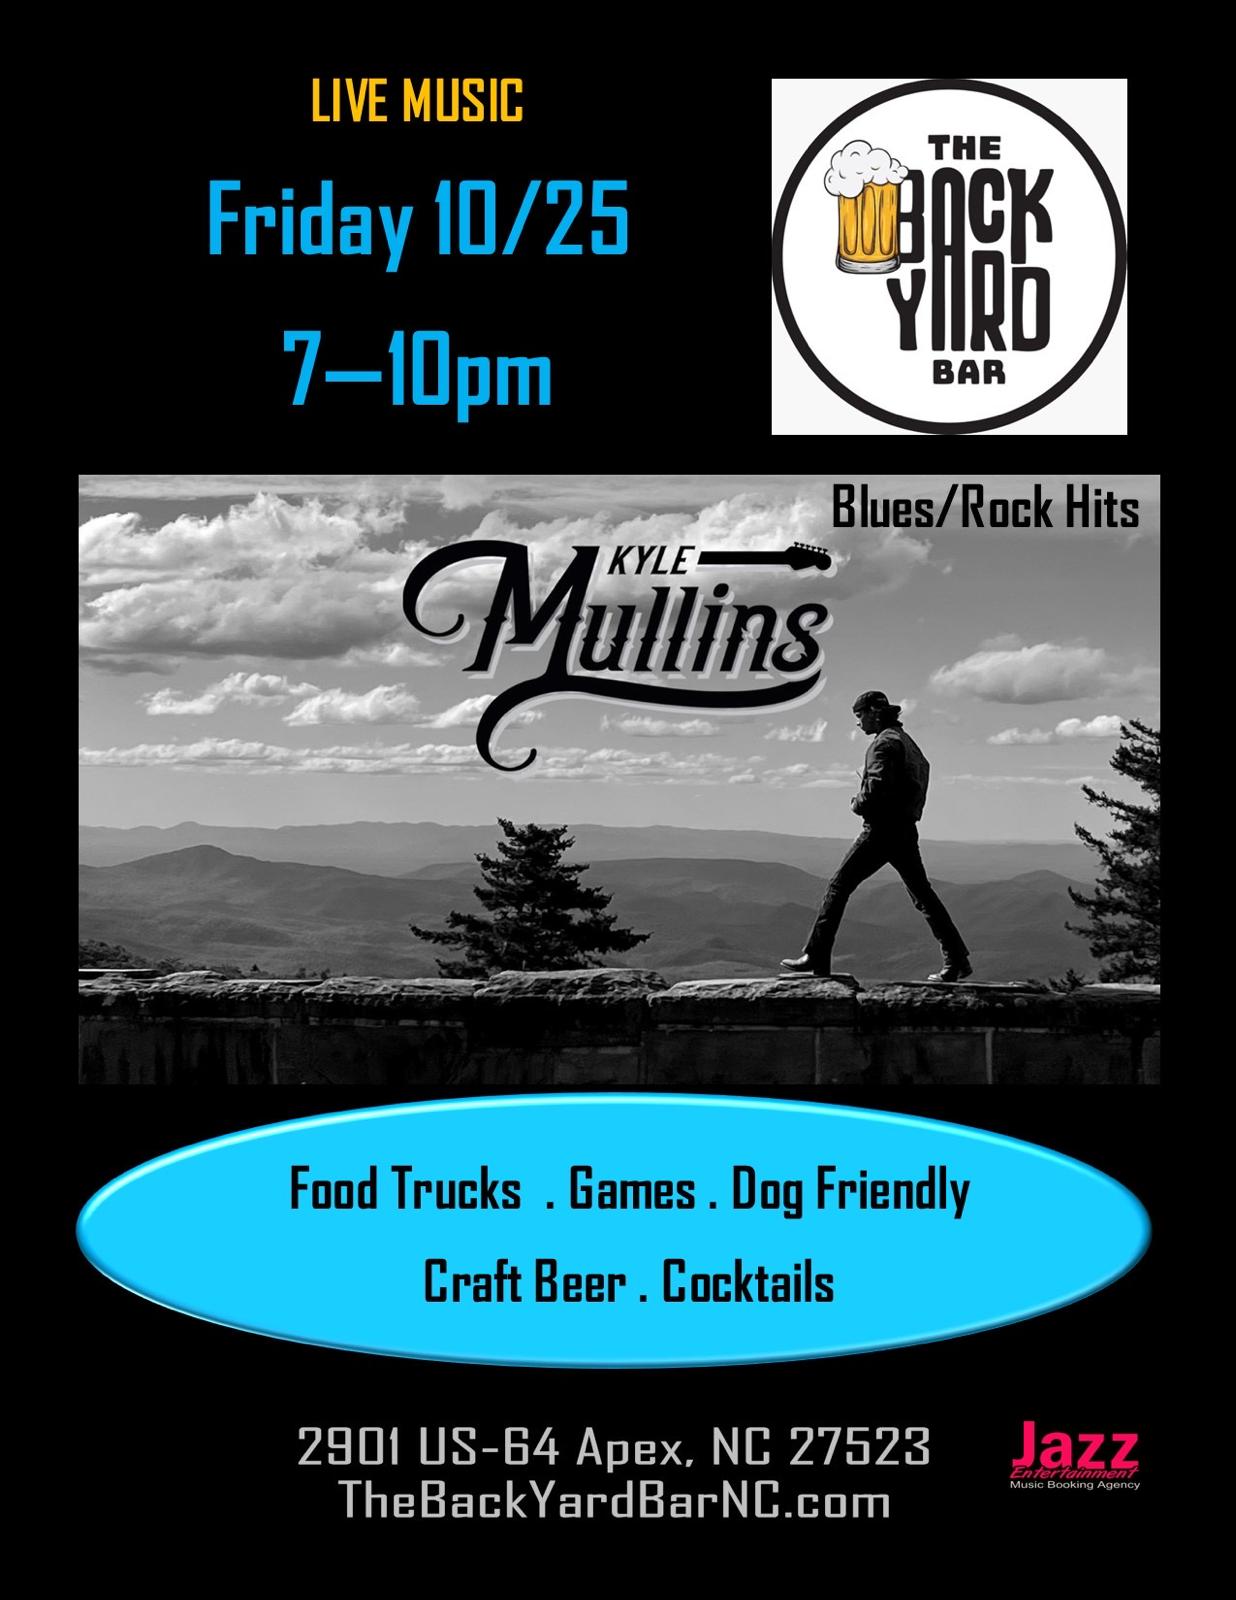 LIVE MUSIC
Friday 10/25
7—10pm
THE
BACK
YARD
BAR
Blues/Rock Hits
KYLE
Mullins
Food Trucks . Games . Dog Friendly
Craft Beer . Cocktails
2901 US-64 Apex, NC 27523
TheBackYardBarNC.com
Jazz
Entertainment
Music Booking Agency